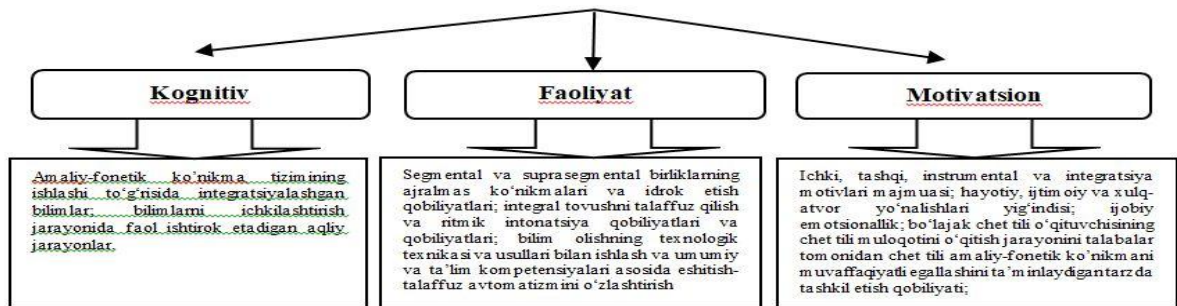 Kognitiv
Faoliyat
Motivatsion
Amaliy-fonetik ko’nikma tizimining
ishlashi to‘g‘risida integratsiyalashgan
bilimlar; bilimlarni ichkilashtirish
jarayonida faol ishtirok etadigan aqliy
jarayonlar.
Segmental va suprasegmental birliklarning
ajralmas ko‘nikmalari va idrok etish
qobiliyatlari; integral tovushni talaffuz qilish
va ritmik intonatsiya qobiliyatlari va
qobiliyatlari; bilim olishning texnologik
texnikasi va usullari bilan ishlash va umumiy
va ta’lim kompetensiyalari asosida eshitish-
talaffuz avtomatizmini o‘zlashtirish
Ichki, tashqi, instrumental va integratsiya
motivlari majmuasi; hayotiy, ijtimoiy va xulq-
atvor yo‘nalishlari yig‘indisi; ijobiy
emotsionallik; bo‘lajak chet tili o‘qituvchisining
chet tili muloqotini o‘qitish jarayonini talabalar
tomonidan chet tili amaliy-fonetik ko‘nikmani
muvaffaqiyatli egallashini ta’minlaydigan tarzda
tashkil etish qobiliyati;